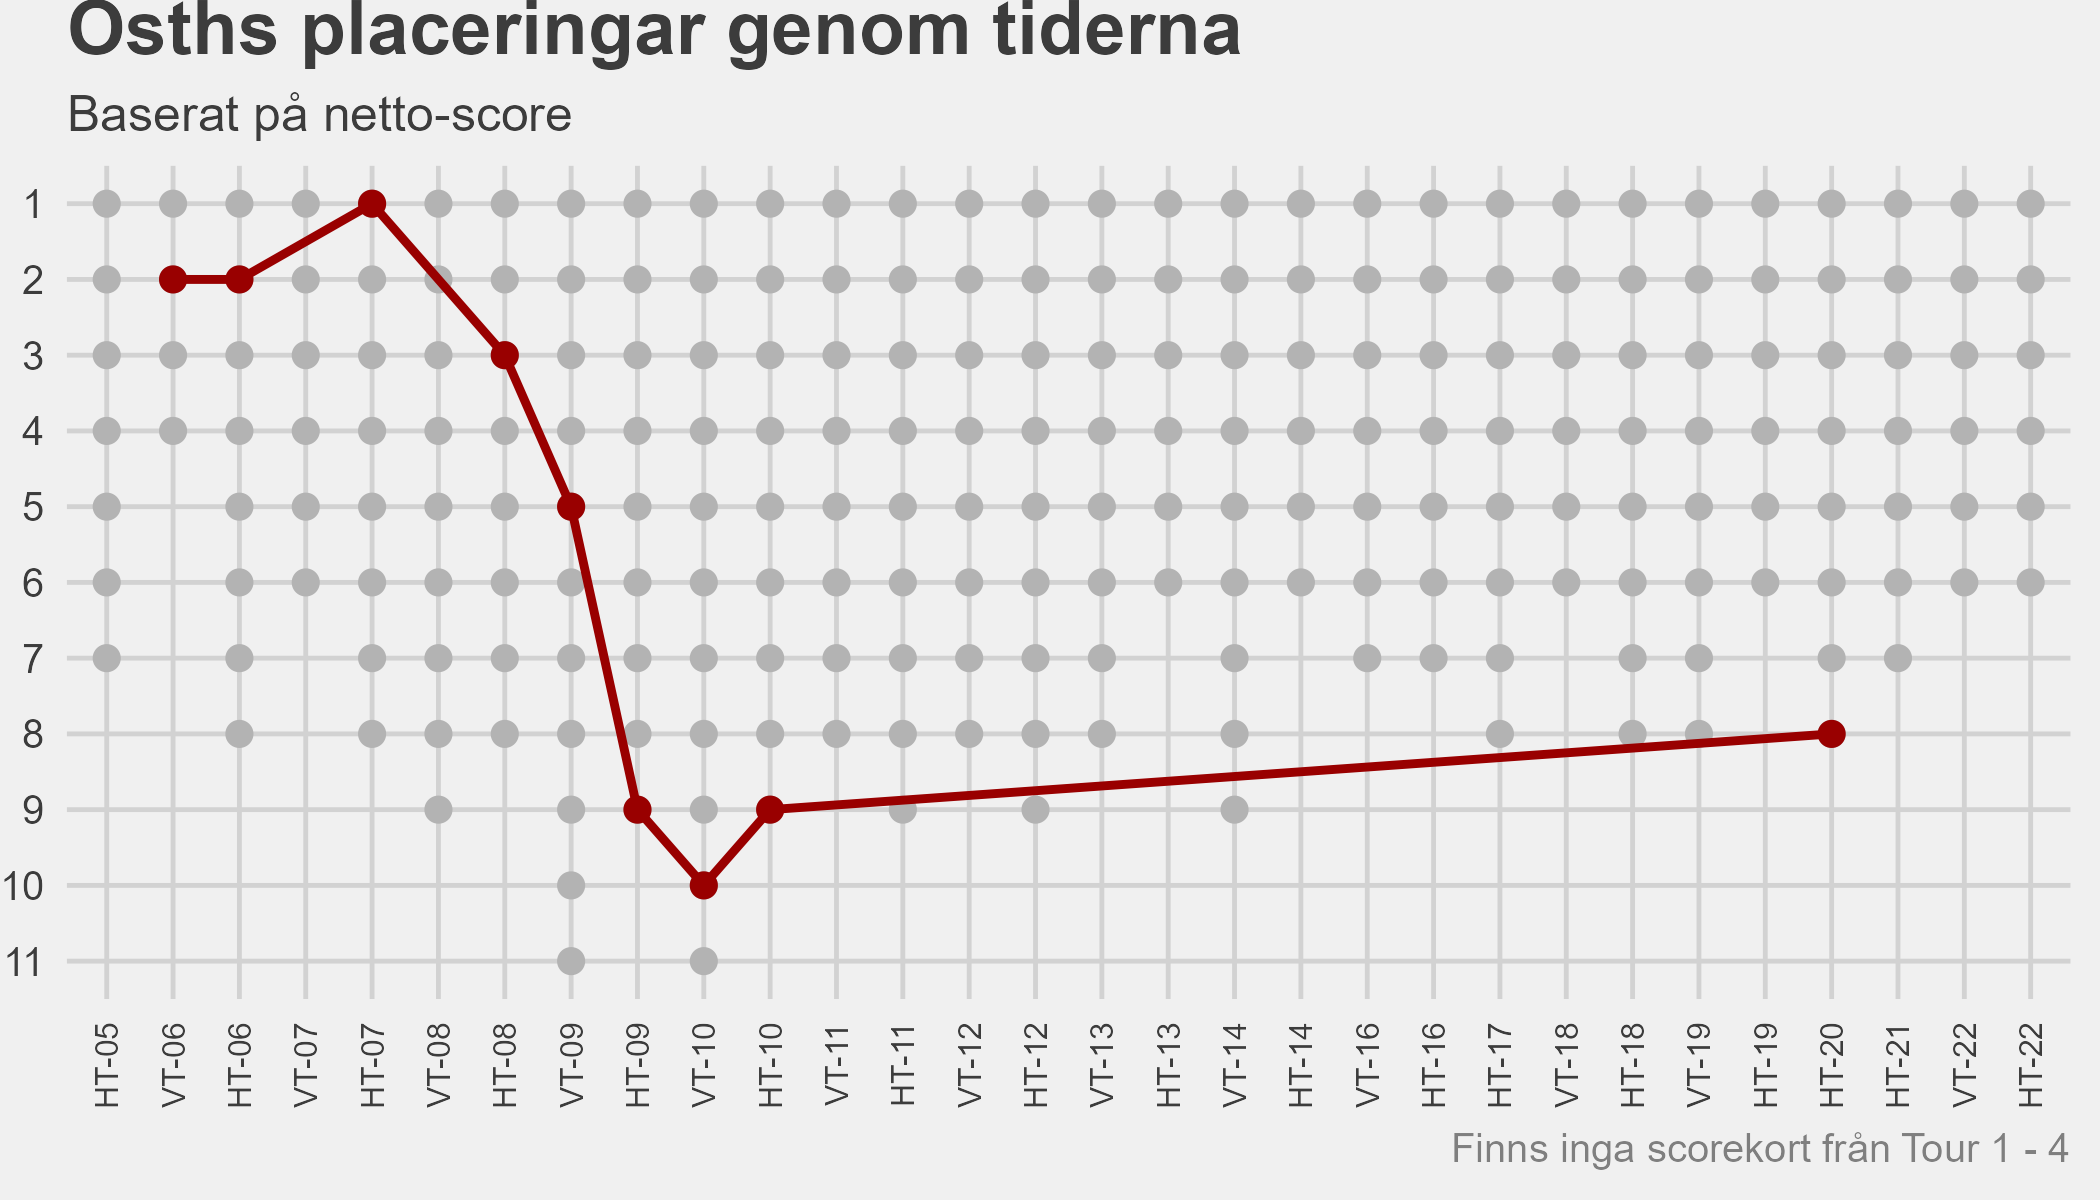 Osths placeringar genom tiderna
Baserat på netto-score
1
2
3
4
5
6
7
8
9
10
11
HT-05
VT-06
HT-06
VT-07
HT-07
VT-08
HT-08
VT-09
HT-09
VT-10
HT-10
VT-11
HT-11
VT-12
HT-12
VT-13
HT-13
VT-14
HT-14
VT-16
HT-16
HT-17
VT-18
HT-18
VT-19
HT-19
HT-20
HT-21
VT-22
HT-22
Finns inga scorekort från Tour 1 - 4